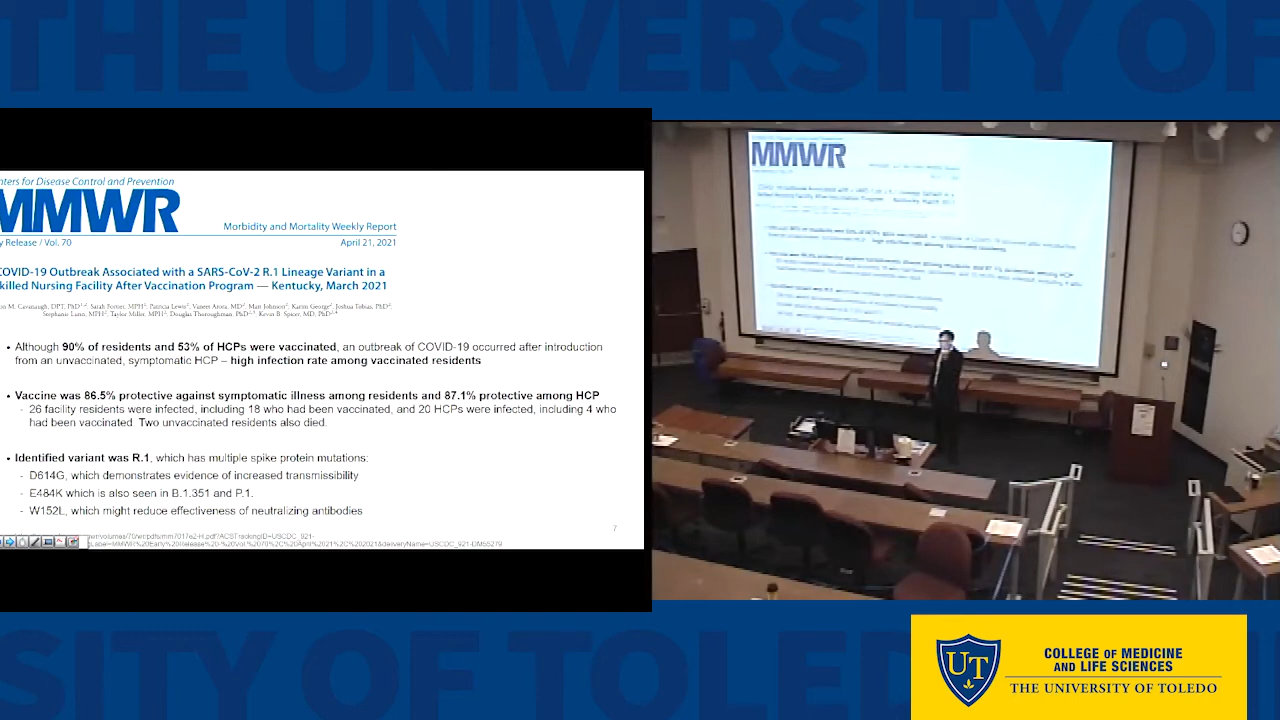 THE UNIVERSITY OF
nters for Disease Control and Prevention
MMWR
y Release / Vol. 70
Morbidity and Mortality Weekly Report
April 21, 2021
COVID-19 Outbreak Associated with a SARS-CoV-2 R.1 Lineage Variant in a
killed Nursing Facility After Vaccination Program — Kentucky, March 2021
• Although 90% of residents and 53% of HCPs were vaccinated, an outbreak of COVID-19 occurred after introduction
from an unvaccinated, symptomatic HCP – high infection rate among vaccinated residents
• Vaccine was 86.5% protective against symptomatic illness among residents and 87.1% protective among HCP
- 26 facility residents were infected, including 18 who had been vaccinated, and 20 HCPs were infected, including 4 who
had been vaccinated. Two unvaccinated residents also died.
• Identified variant was R.1, which has multiple spike protein mutations:
- D614G, which demonstrates evidence of increased transmissibility
- E484K which is also seen in B.1.351 and P.1.
- W152L, which might reduce effectiveness of neutralizing antibodies
7
MMWR
SITY OF TOLED
UT
COLLEGE OF MEDICINE
AND LIFE SCIENCES
THE UNIVERSITY OF TOLEDO